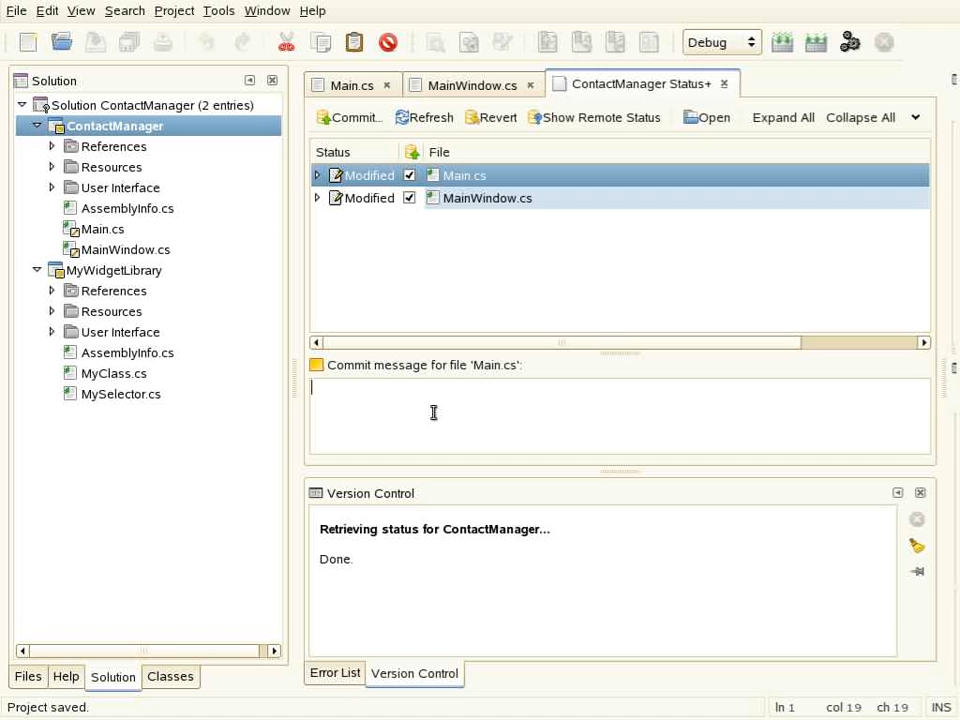 File Edit View Search Project Tools Window Help
Debug
Solution
Solution ContactManager (2 entries)
ContactManager
References
Resources
User Interface
AssemblyInfo.cs
Main.cs
MainWindow.cs
MyWidgetLibrary
References
Resources
User Interface
AssemblyInfo.cs
MyClass.cs
MySelector.cs
Files Help Solution Classes
Main.cs MainWindow.cs ContactManager Status+
Commit... Refresh Revert Show Remote Status Open Expand All Collapse All
Status File
Modified Main.cs
Modified MainWindow.cs
Commit message for file 'Main.cs':
Version Control
Retrieving status for ContactManager...
Done.
Error List Version Control
Project saved. ln 1 col 19 ch 19 INS